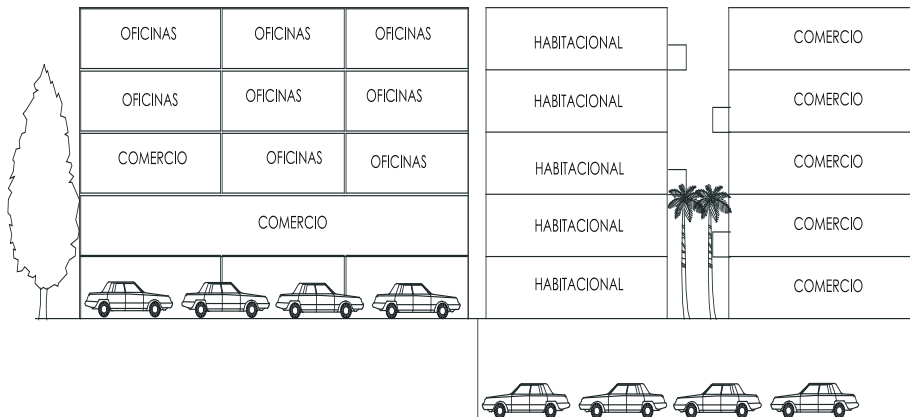 OFICINAS OFICINAS OFICINAS
OFICINAS OFICINAS OFICINAS
COMERCIO OFICINAS OFICINAS
COMERCIO
HABITACIONAL
HABITACIONAL
HABITACIONAL
HABITACIONAL
HABITACIONAL
COMERCIO
COMERCIO
COMERCIO
COMERCIO
COMERCIO